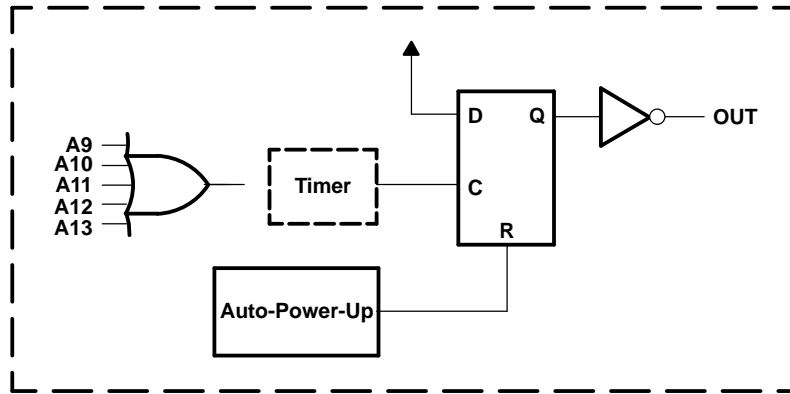 A9
A10
A11
A12
A13
Timer
D
Q
C
R
OUT
Auto-Power-Up